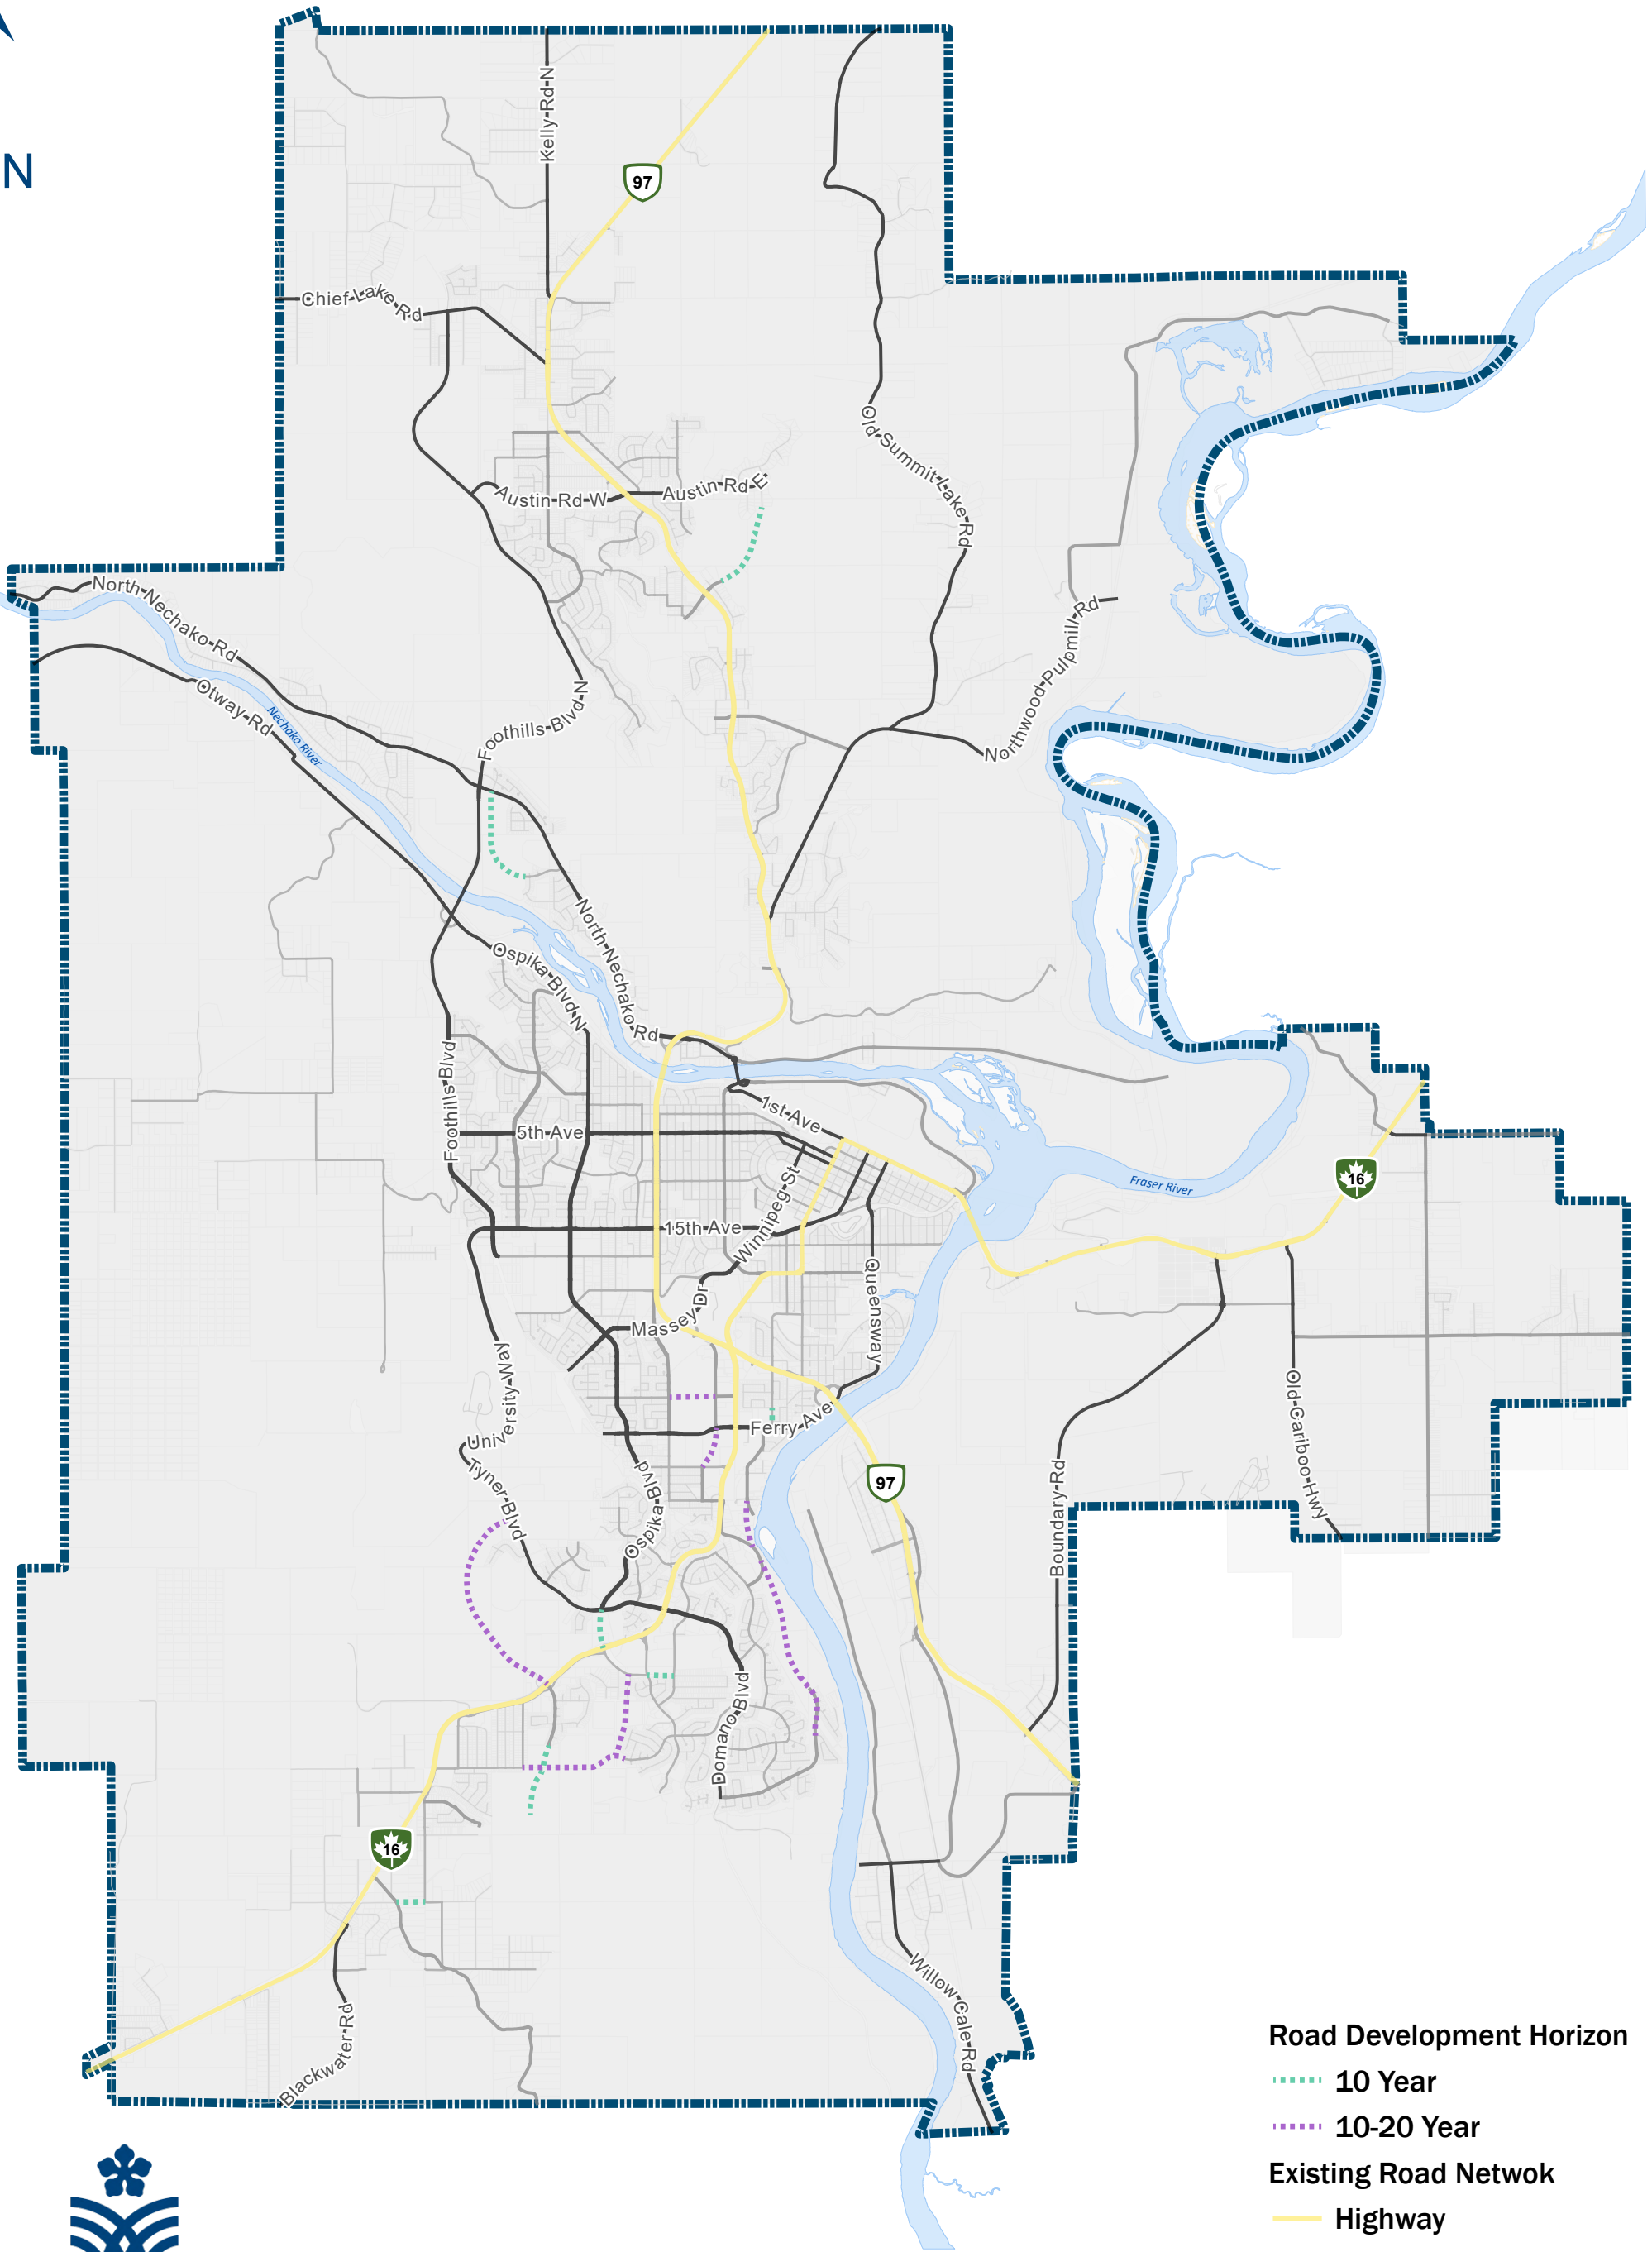 N
Kelly Rd N
97
Chief Lake Rd
Old Summit Lake Rd
Austin Rd W
Austin Rd E
North Nechako Rd
Otway Rd
Nechako River
Foothills Blvd N
Northwood Pulpmill Rd
North Nechako Rd
Ospika Blvd N
Foothills Blvd
1st Ave
5th Ave
Winnipeg St
Fraser River
16
15th Ave
Queensway
Massey Dr
University Way
Old Cariboo Hwy
Ferry Ave
Tyner Blvd
Ospika Blvd
97
Boundary Rd
Domano Blvd
16
Willow Cale Rd
Blackwater Rd
Road Development Horizon
10 Year
10-20 Year
Existing Road Netwok
Highway